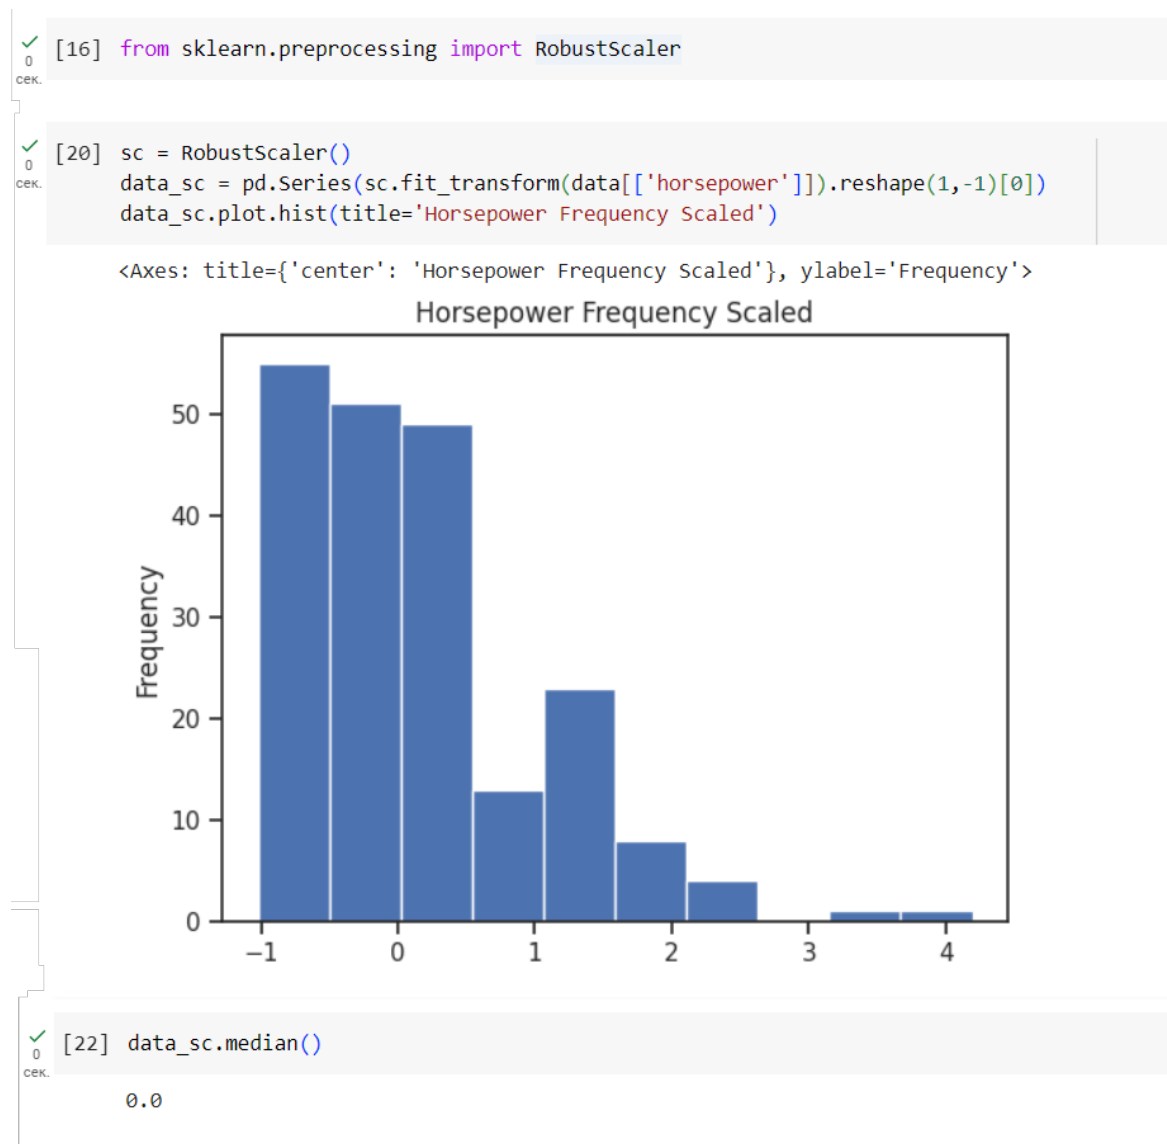 [16] from sklearn.preprocessing import RobustScaler
0
сек.
[20] sc = RobustScaler()
0
сек.
data_sc = pd.Series(sc.fit_transform(data[['horsepower']]).reshape(1,-1)[0])
data_sc.plot.hist(title='Horsepower Frequency Scaled')
<Axes: title={'center': 'Horsepower Frequency Scaled'}, ylabel='Frequency'>
Horsepower Frequency Scaled
Frequency
50
40
30
20
10
0
−1 0 1 2 3 4
[22] data_sc.median()
0
сек.
0.0